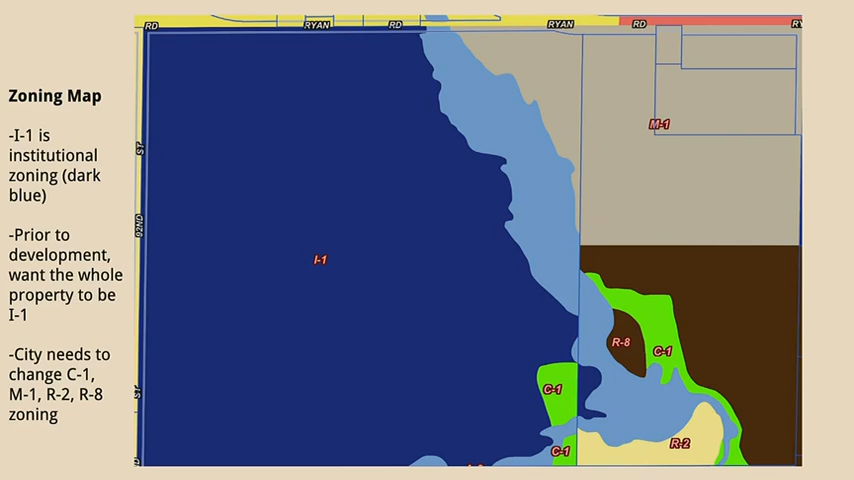 RD RYAN RD RYAN RD
Zoning Map
-I-1 is
institutional
zoning (dark
blue)
-Prior to
development,
want the whole
property to be
I-1
-City needs to
change C-1,
M-1, R-2, R-8
zoning
ST
92ND
ST
M-1
I-1
R-8
C-1
C-1
C-1
R-2